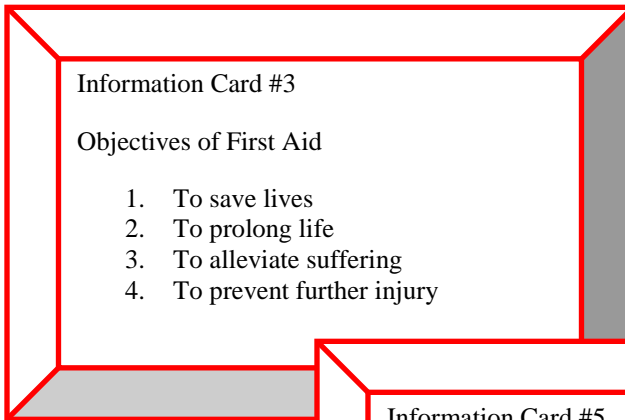 Information Card #3
Objectives of First Aid
1. To save lives
2. To prolong life
3. To alleviate suffering
4. To prevent further injury
Information Card #5